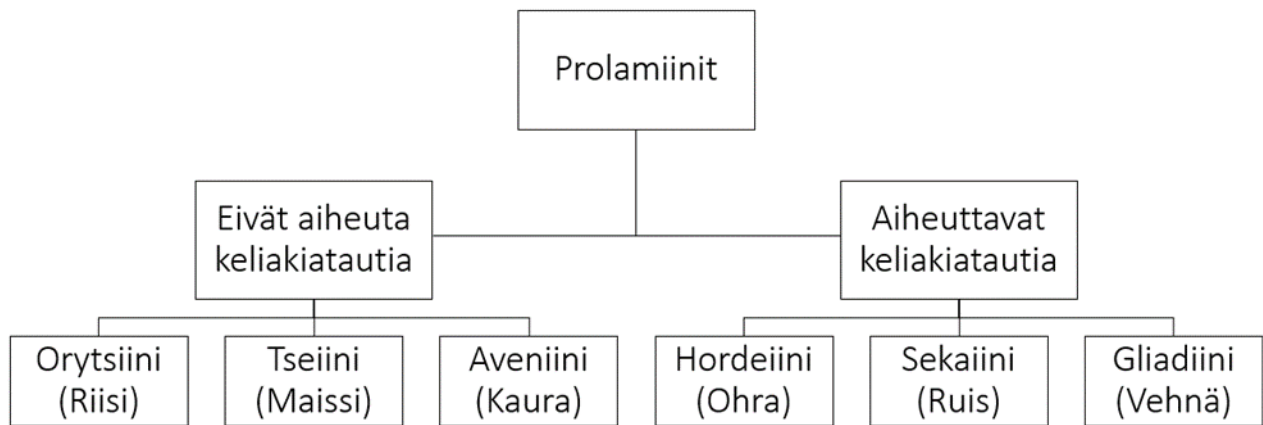 Prolamiinit
Eivät aiheuta
keliakiatautia
Aiheuttavat
keliakiatautia
Orytsiini
(Riisi)
Tseiini
(Maissi)
Aveniini
(Kaura)
Hordeiini
(Ohra)
Sekaiini
(Ruis)
Gliadiini
(Vehnä)